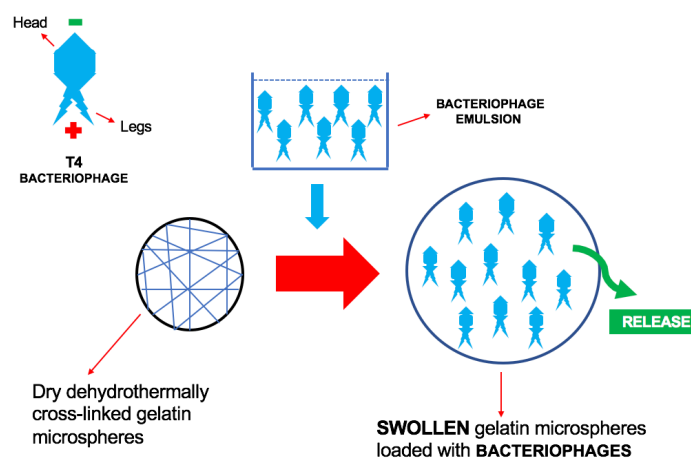 Head
Legs
T4
BACTERIOPHAGE
BACTERIOPHAGE
EMULSION
RELEASE
Dry dehydrothermally
cross-linked gelatin
microspheres
SWOLLEN gelatin microspheres
loaded with BACTERIOPHAGES